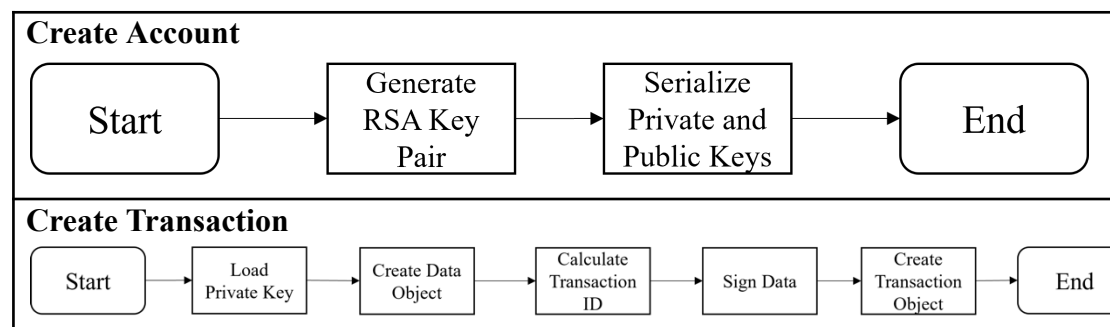 Create Account
Start
Generate
RSA Key
Pair
Serialize
Private and
Public Keys
End
Create Transaction
Start
Load
Private Key
Create Data
Object
Calculate
Transaction
ID
Sign Data
Create
Transaction
Object
End